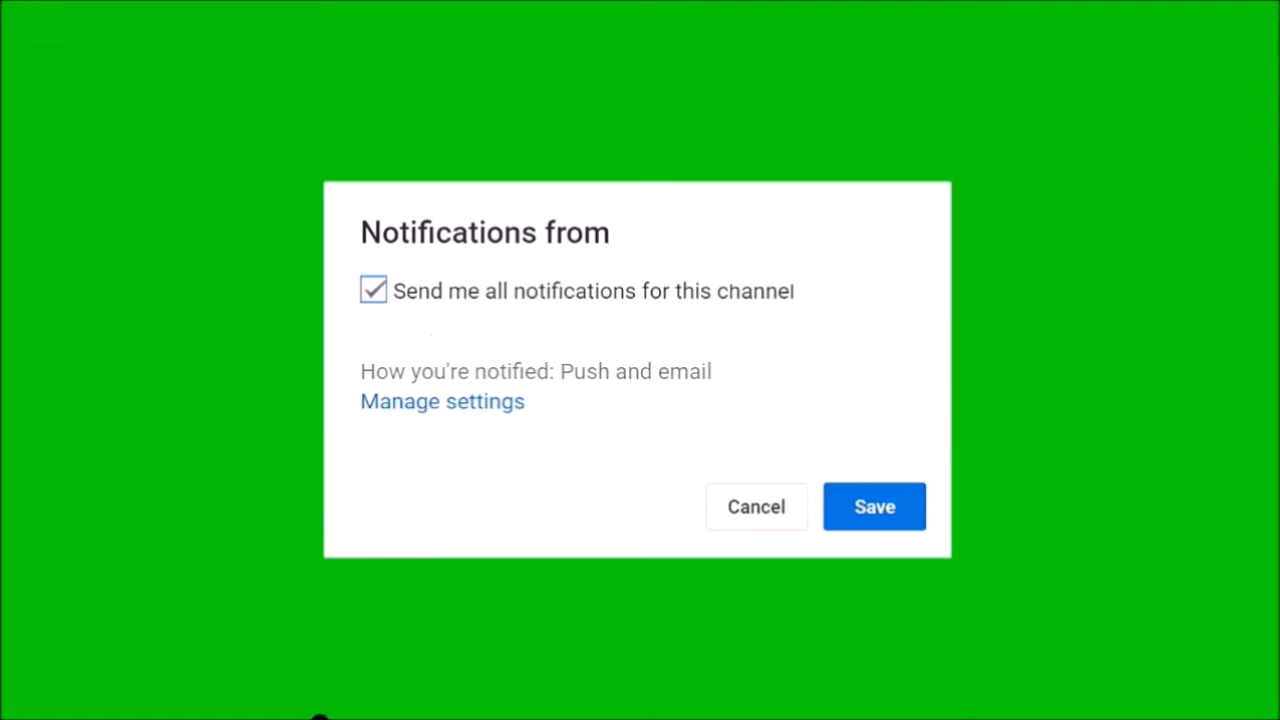 Notifications from
Send me all notifications for this channel
How you're notified: Push and email
Manage settings
Cancel
Save